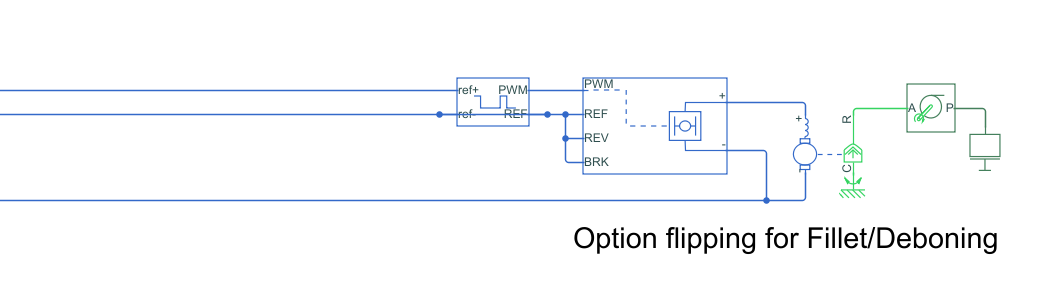 ref+ PWM
ref- REF
PWM
REF
REV
BRK
+
-
+
R
C
A P
Option flipping for Fillet/Deboning